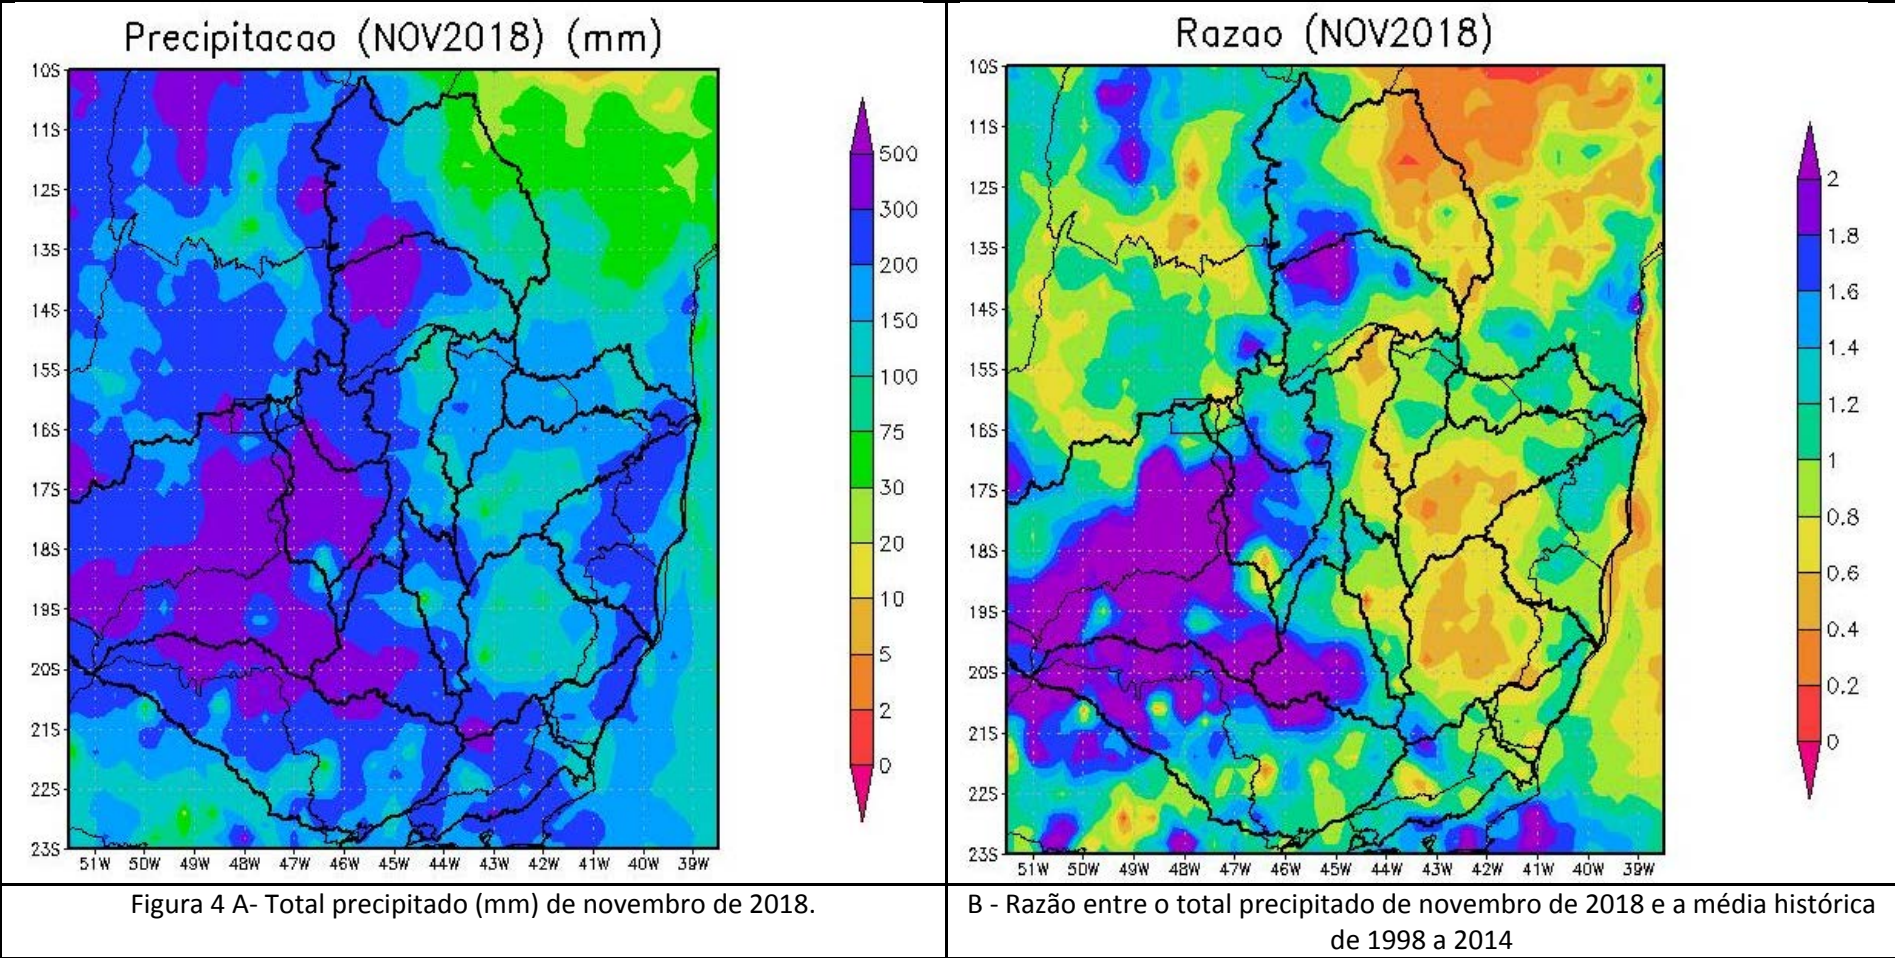 Precipitacao (NOV2018) (mm)
10S
11S
12S
13S
14S
15S
16S
17S
18S
19S
20S
21S
22S
23S
51W 50W 49W 48W 47W 46W 45W 44W 43W 42W 41W 40W 39W
500
300
200
150
100
75
30
20
10
5
2
0
Figura 4 A- Total precipitado (mm) de novembro de 2018.
Razao (NOV2018)
10S
11S
12S
13S
14S
15S
16S
17S
18S
19S
20S
21S
22S
23S
51W 50W 49W 48W 47W 46W 45W 44W 43W 42W 41W 40W 39W
2
1.8
1.6
1.4
1.2
1
0.8
0.6
0.4
0.2
0
B - Razão entre o total precipitado de novembro de 2018 e a média histórica
de 1998 a 2014